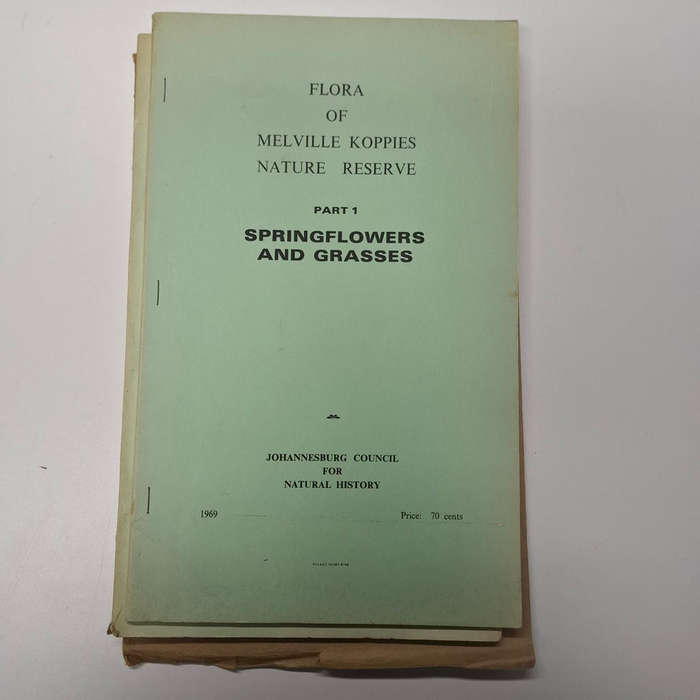 FLORA
OF
MELVILLE KOPPIES
NATURE RESERVE
PART 1
SPRINGFLOWERS
AND GRASSES
JOHANNESBURG COUNCIL
FOR
NATURAL HISTORY
1969 Price: 70 cents